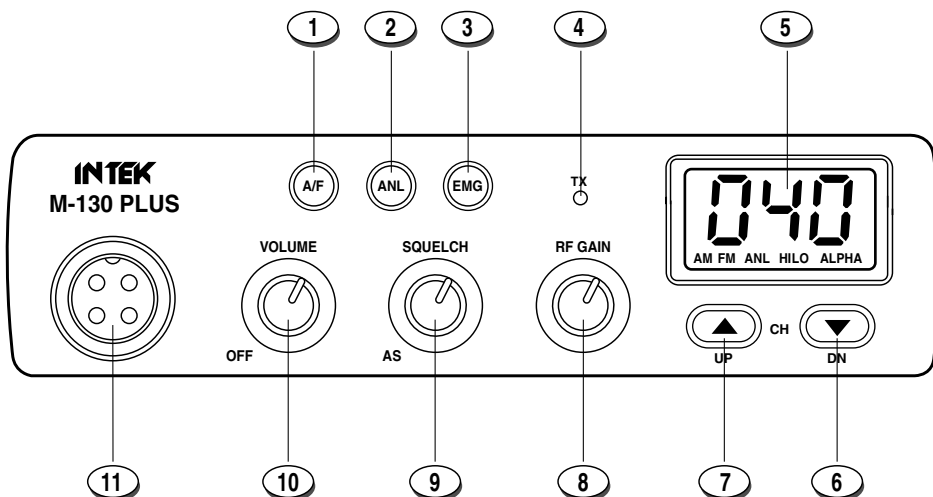 1 2 3 4 5
INTEK
M-130 PLUS
A/F ANL EMG TX
040
AM FM ANL HILO ALPHA
VOLUME SQUELCH RF GAIN
OFF AS
CH
UP DN
11 10 9 8 7 6